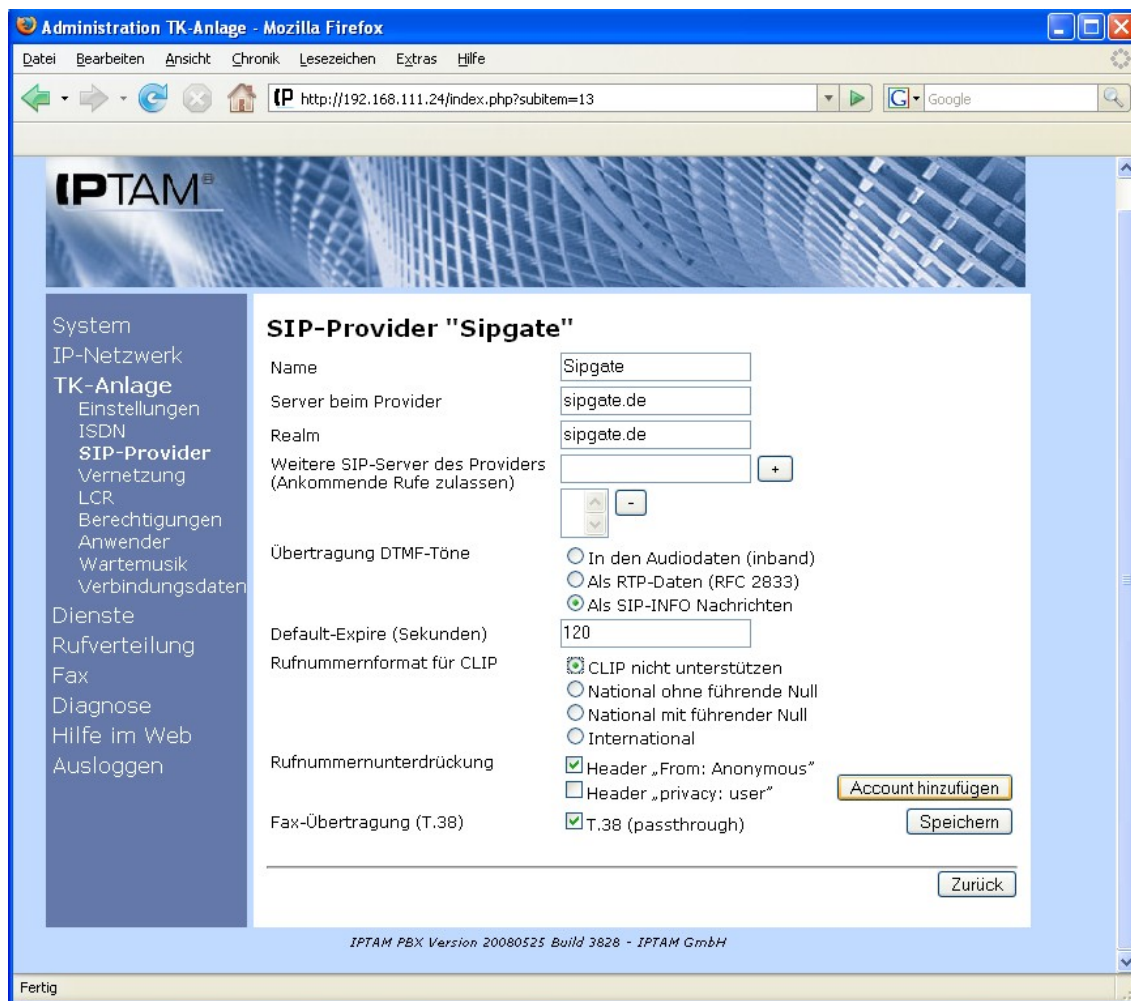 Administration TK-Anlage - Mozilla Firefox
Datei Bearbeiten Ansicht Chronik Lesezeichen Extras Hilfe
IP http://192.168.111.24/index.php?subitem=13
G Google
IPTAM®
System
IP-Netzwerk
TK-Anlage
Einstellungen
ISDN
SIP-Provider
Vernetzung
LCR
Berechtigungen
Anwender
Wartemusik
Verbindungsdaten
Dienste
Rufverteilung
Fax
Diagnose
Hilfe im Web
Ausloggen
SIP-Provider "Sipgate"
Name Sipgate
Server beim Provider sipgate.de
Realm sipgate.de
Weitere SIP-Server des Providers +
(Ankommende Rufe zulassen)
-
Übertragung DTMF-Töne
In den Audiodaten (inband)
Als RTP-Daten (RFC 2833)
Als SIP-INFO Nachrichten
Default-Expire (Sekunden) 120
Rufnummernformat für CLIP
CLIP nicht unterstützen
National ohne führende Null
National mit führender Null
International
Rufnummernunterdrückung
Header „From: Anonymous”
Header „privacy: user”
Account hinzufügen
Fax-Übertragung (T.38) T.38 (passthrough) Speichern
Zurück
IPTAM PBX Version 20080525 Build 3828 - IPTAM GmbH
Fertig